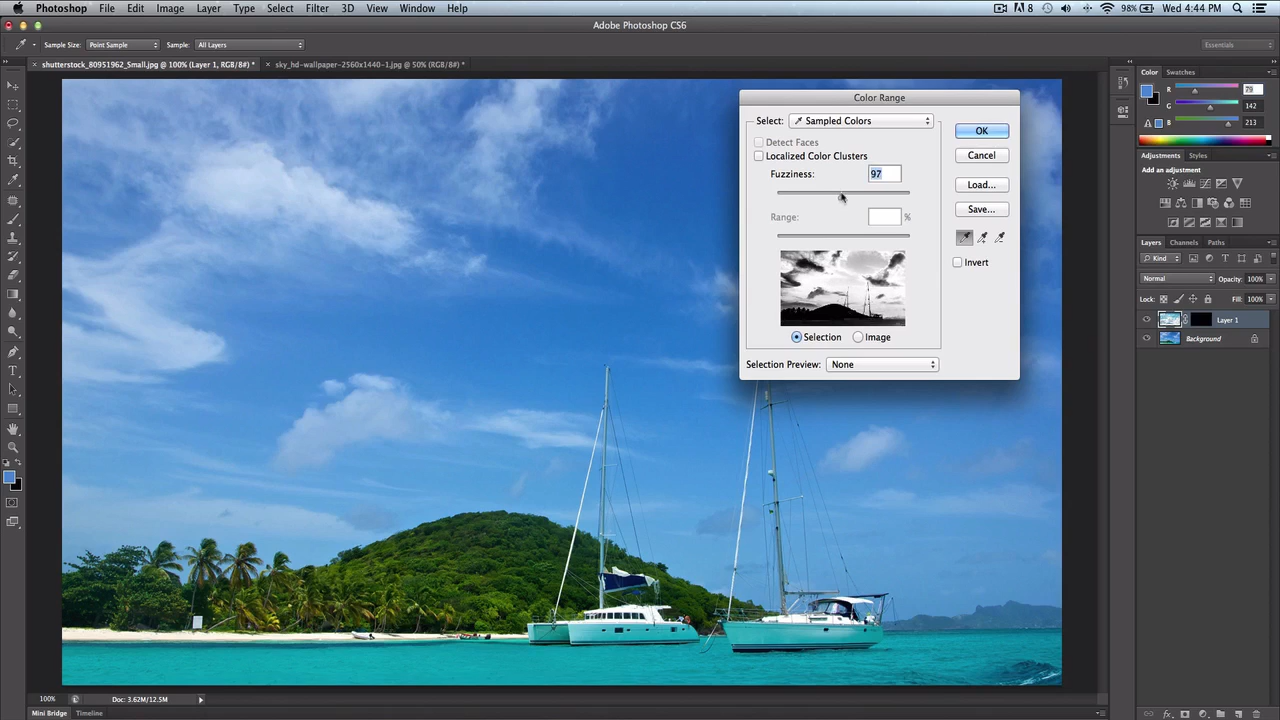 Photoshop File Edit Image Layer Type Select Filter 3D View Window Help 8 98% Wed 4:44 PM
Adobe Photoshop CS6
Sample Size: Point Sample Sample: All Layers Essentials
× shutterstock_80951962_Small.jpg @ 100% (Layer 1, RGB/8#) * × sky_hd-wallpaper-2560x1440-1.jpg @ 50% (RGB/8#) *
Color Swatches
R 79
G 142
B 213
Color Range
Select: Sampled Colors OK
Detect Faces
Localized Color Clusters Cancel
Fuzziness: 97
Load...
Range: % Save...
Invert
Selection Image
Selection Preview: None
Adjustments Styles
Add an adjustment
Layers Channels Paths
Kind
Normal Opacity: 100%
Lock: Fill: 100%
Layer 1
Background
100% Doc: 3.62M/12.5M
Mini Bridge Timeline